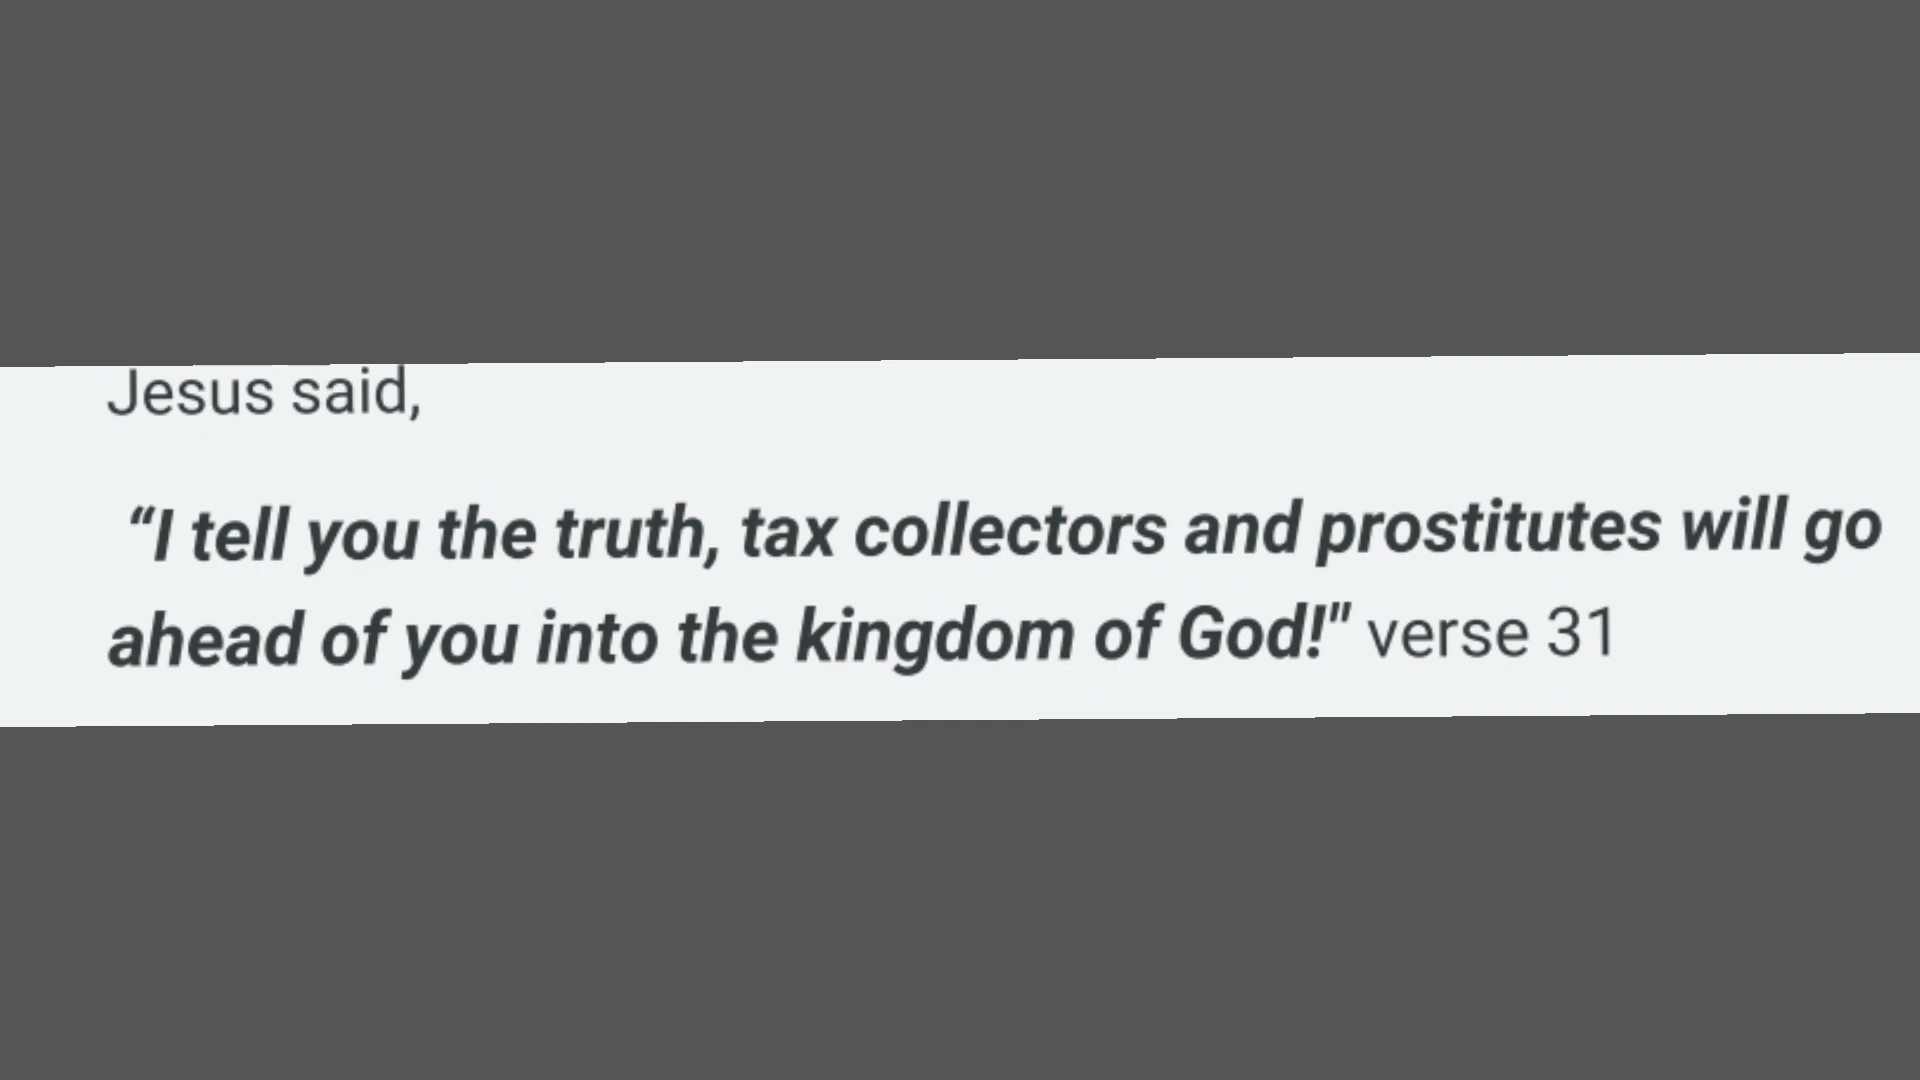 Jesus said,
“I tell you the truth, tax collectors and prostitutes will go
ahead of you into the kingdom of God!" verse 31